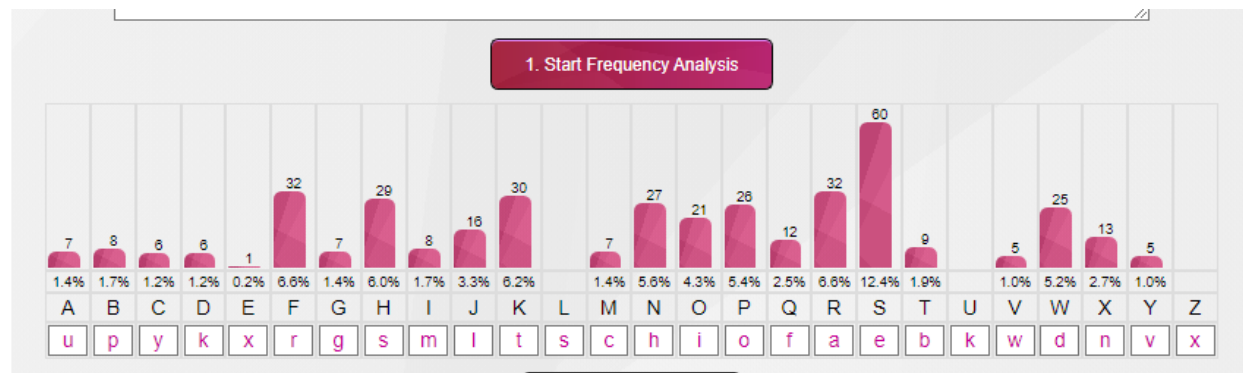 1. Start Frequency Analysis
60
32 32
29 30
27 26 25
21
16
12 13
7 8 6 6 7 8 7 9 5 5
1
1.4% 1.7% 1.2% 1.2% 0.2% 6.6% 1.4% 6.0% 1.7% 3.3% 6.2% 1.4% 5.6% 4.3% 5.4% 2.5% 6.6% 12.4% 1.9% 1.0% 5.2% 2.7% 1.0%
A B C D E F G H I J K L M N O P Q R S T U V W X Y Z
u p y k x r g s m l t s c h i o f a e b k w d n v x